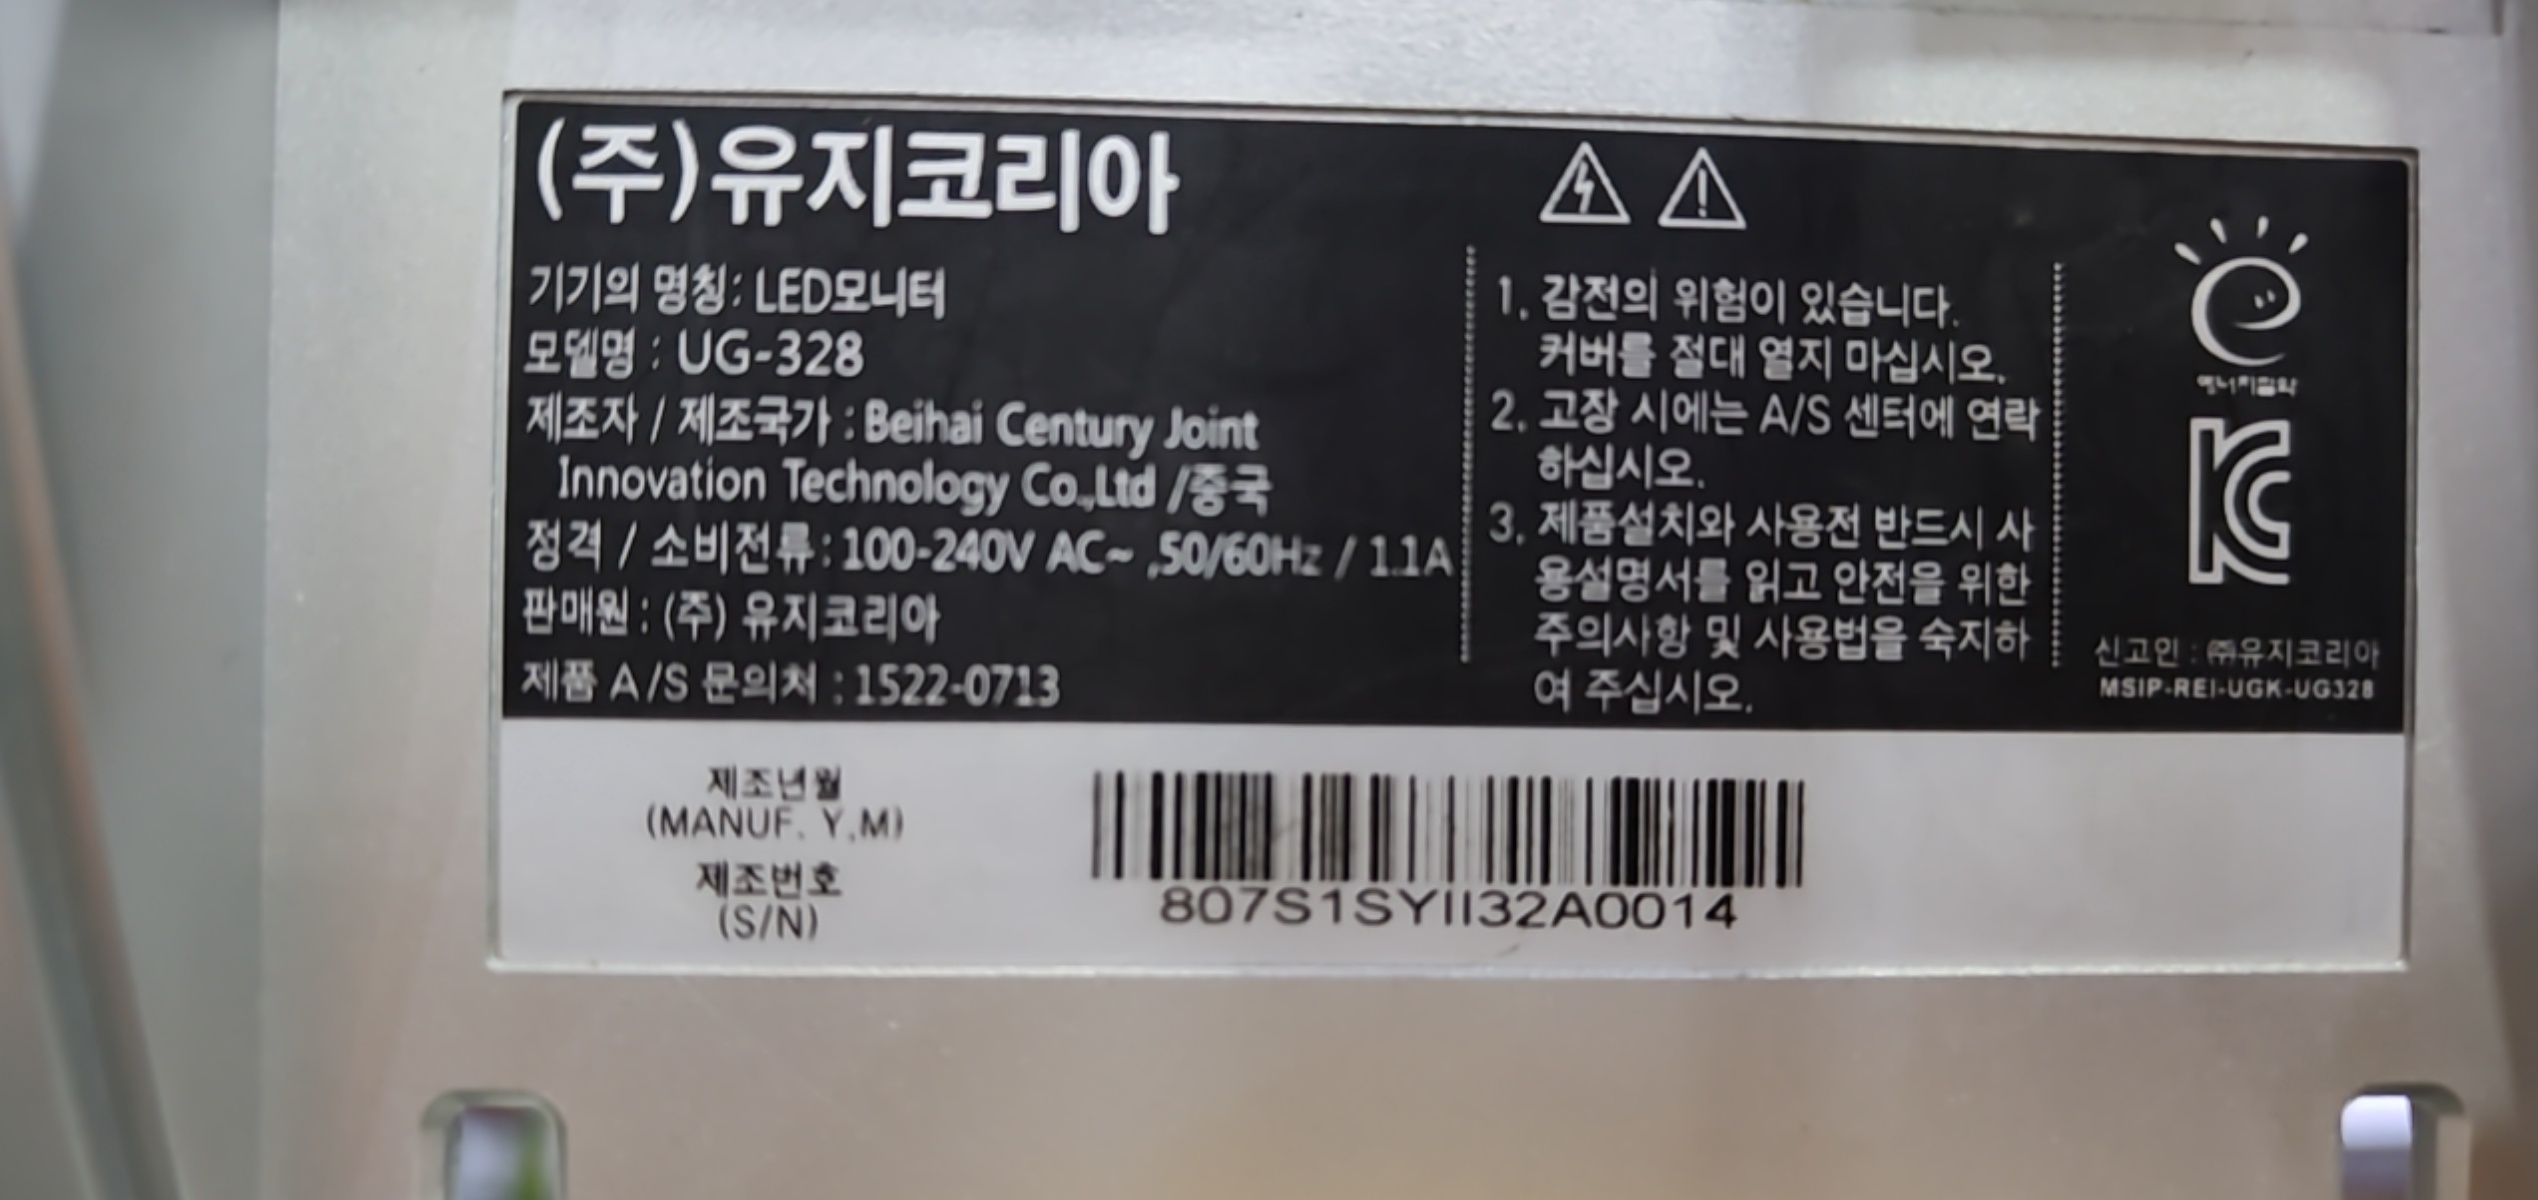 (주)유지코리아
기기의 명칭: LED모니터
모델명 : UG-328
제조자 / 제조국가 : Beihai Century Joint
Innovation Technology Co.,Ltd /중국
정격 / 소비전류 : 100-240V AC~ ,50/60Hz / 1.1A
판매원 : (주) 유지코리아
제품 A/S 문의처 : 1522-0713
1. 감전의 위험이 있습니다.
커버를 절대 열지 마십시오.
2. 고장 시에는 A/S 센터에 연락
하십시오.
3. 제품설치와 사용전 반드시 사
용설명서를 읽고 안전을 위한
주의사항 및 사용법을 숙지하
여 주십시오.
에너지절약
신고인 : ㈜유지코리아
MSIP-REI-UGK-UG328
제조년월
(MANUF. Y.M)
제조번호
(S/N)
807S1SYII32A0014